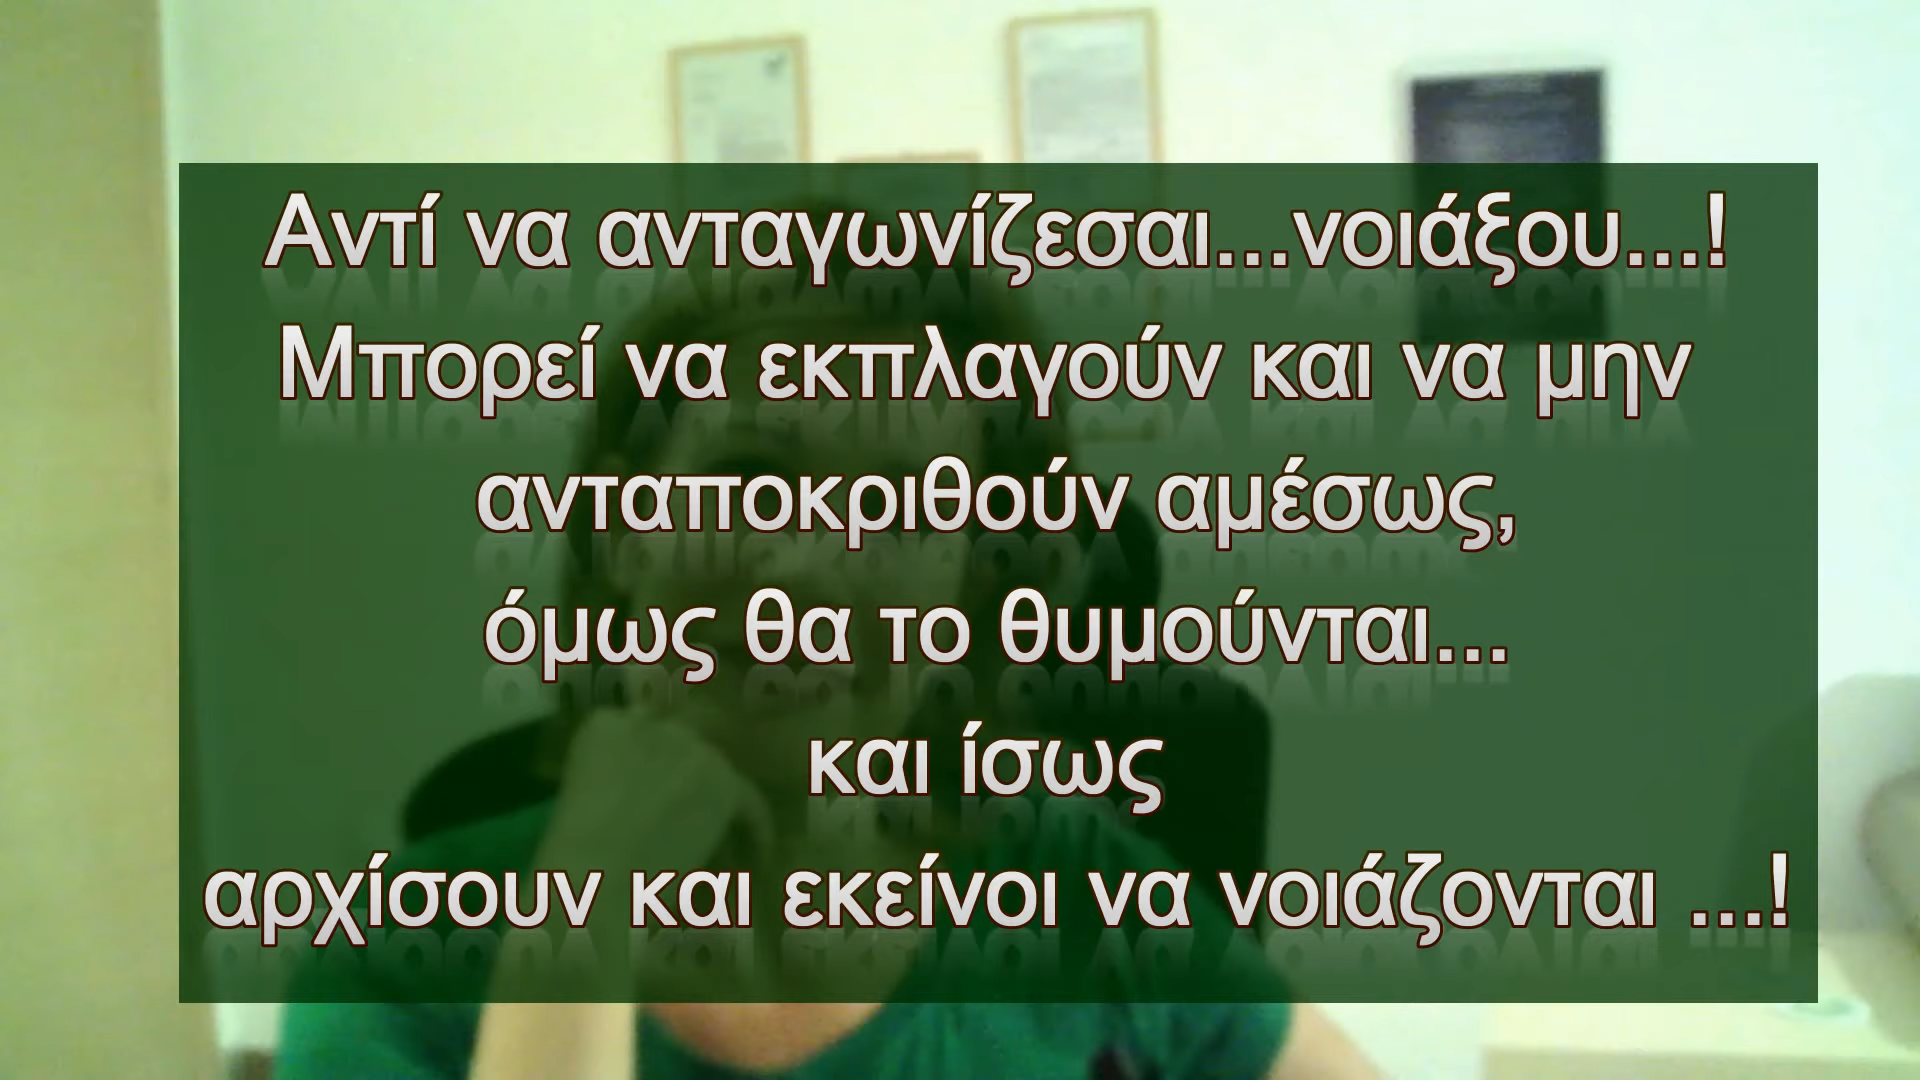 Αντί να ανταγωνίζεσαι...νοιάξου...!
Μπορεί να εκπλαγούν και να μην
ανταποκριθούν αμέσως,
όμως θα το θυμούνται...
και ίσως
αρχίσουν και εκείνοι να νοιάζονται ...!